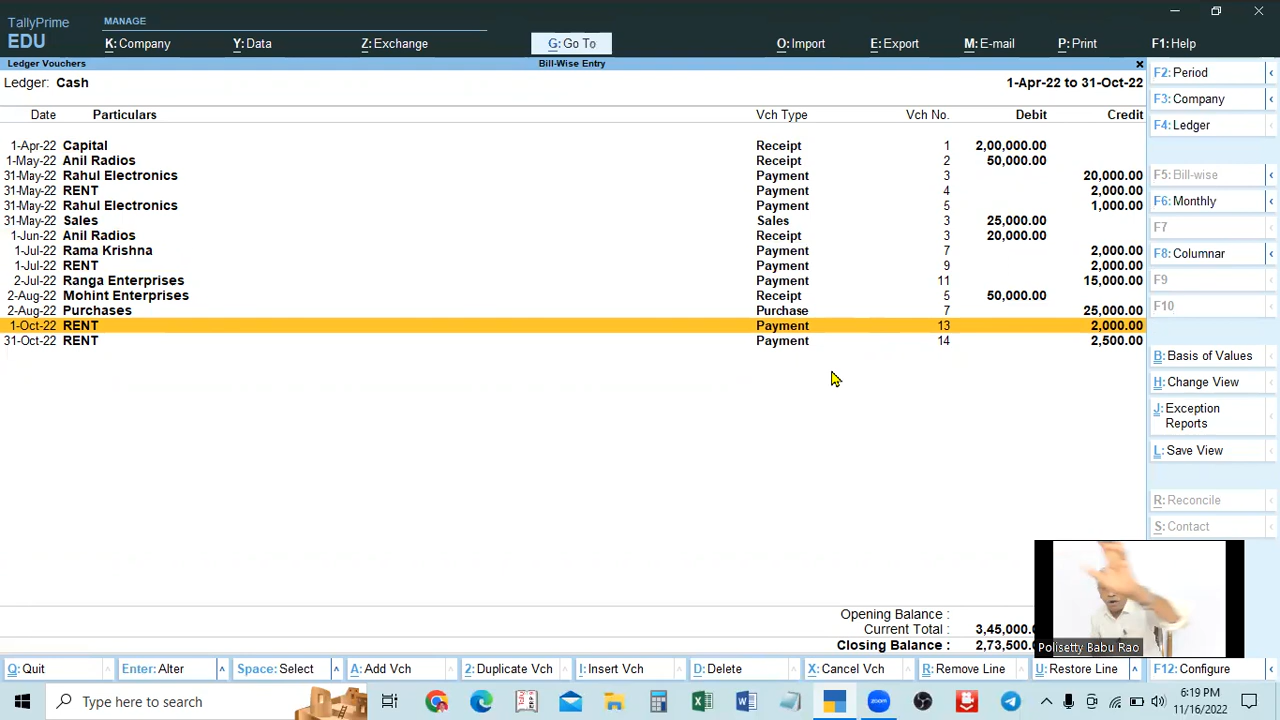 TallyPrime
EDU
MANAGE
K: Company
Y: Data
Z: Exchange
G: Go To
O: Import
E: Export
M: E-mail
P: Print
F1: Help
Ledger Vouchers
Bill-Wise Entry
Ledger: Cash
1-Apr-22 to 31-Oct-22
Date Particulars Vch Type Vch No. Debit Credit
1-Apr-22 Capital Receipt 1 2,00,000.00
1-May-22 Anil Radios Receipt 2 50,000.00
31-May-22 Rahul Electronics Payment 3 20,000.00
31-May-22 RENT Payment 4 2,000.00
31-May-22 Rahul Electronics Payment 5 1,000.00
31-May-22 Sales Sales 3 25,000.00
1-Jun-22 Anil Radios Receipt 3 20,000.00
1-Jul-22 Rama Krishna Payment 7 2,000.00
1-Jul-22 RENT Payment 9 2,000.00
2-Jul-22 Ranga Enterprises Payment 11 15,000.00
2-Aug-22 Mohint Enterprises Receipt 5 50,000.00
2-Aug-22 Purchases Purchase 7 25,000.00
1-Oct-22 RENT Payment 13 2,000.00
31-Oct-22 RENT Payment 14 2,500.00
Opening Balance :
Current Total : 3,45,000.
Closing Balance : 2,73,500.
F2: Period
F3: Company
F4: Ledger
F5: Bill-wise
F6: Monthly
F7
F8: Columnar
F9
F10
B: Basis of Values
H: Change View
J: Exception
Reports
L: Save View
R: Reconcile
S: Contact
Polisetty Babu Rao
Q: Quit
Enter: Alter
Space: Select
A: Add Vch
2: Duplicate Vch
I: Insert Vch
D: Delete
X: Cancel Vch
R: Remove Line
U: Restore Line
F12: Configure
Type here to search
zoom
6:19 PM
11/16/2022